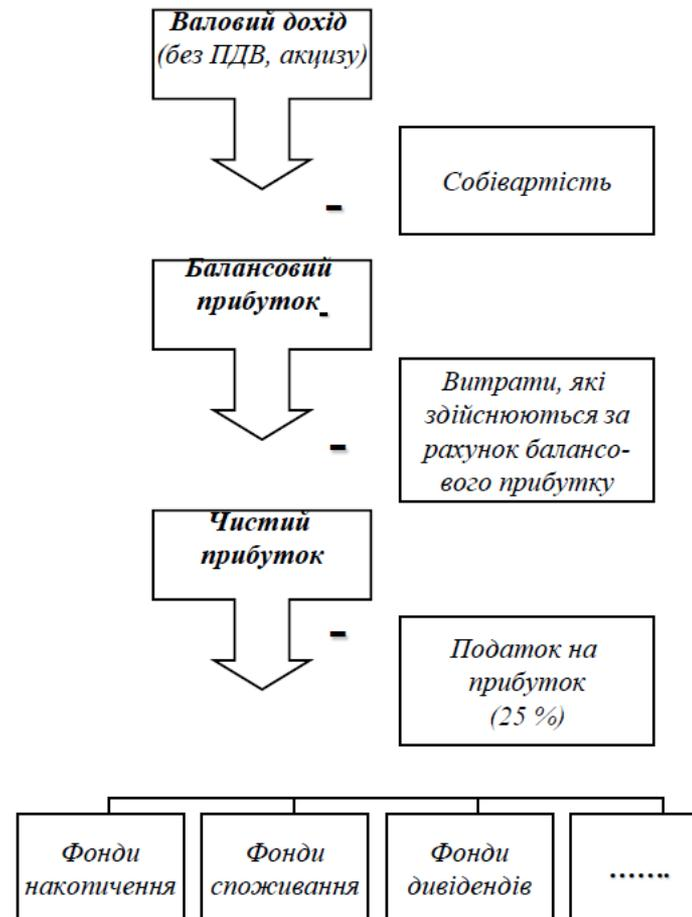 Валовий дохід
(без ПДВ, акцизу)
-
Собівартість
Балансовий
прибуток-
-
Витрати, які
здійснюються за
рахунок балансо-
вого прибутку
Чистий
прибуток
-
Податок на
прибуток
(25 %)
Фонди
накопичення
Фонди
споживання
Фонди
дивідендів
.......